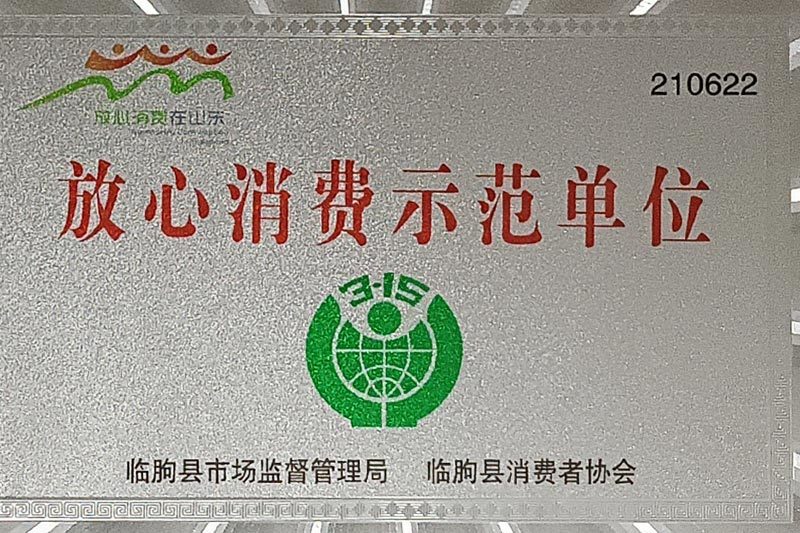 放心消费在山东
210622
放心消费示范单位
3·15
临朐县市场监督管理局 临朐县消费者协会